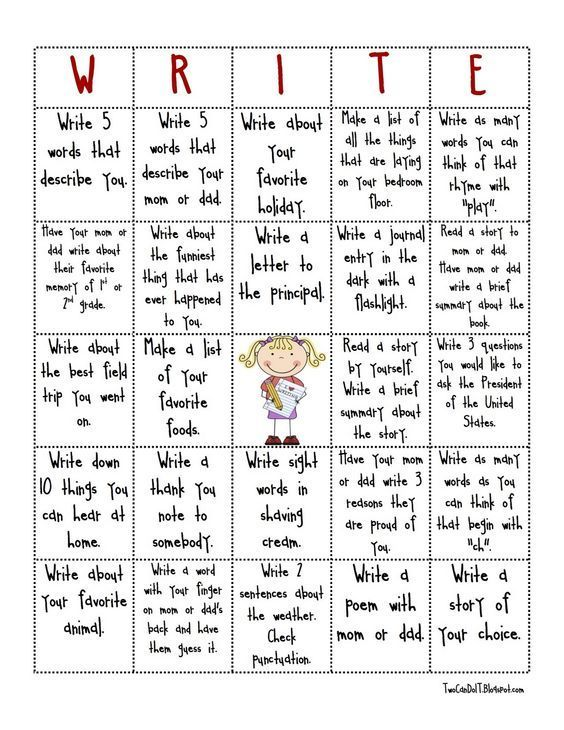 W R I T E
Write 5
words that
describe you.
Write 5
words that
describe your
mom or dad.
Write about
your
favorite
holiday.
Make a list of
all the things
that are laying
on your bedroom
floor.
Write as many
words you can
think of that
rhyme with
"play".
Have your mom or
dad write about
their favorite
memory of 1st or
2nd grade.
Write about
the funniest
thing that has
ever happened
to you.
Write a
letter to
the principal.
Write a journal
entry in the
dark with a
flashlight.
Read a story to
mom or dad.
Have mom or dad
write a brief
summary about the
book.
Write about
the best field
trip you went
on.
Make a list
of your
favorite
foods.
I
Read a story
by yourself.
Write a brief
summary about
the story.
Write 3 questions
you would like to
ask the President
of the United
States.
Write down
10 things you
can hear at
home.
Write a
thank you
note to
somebody.
Write sight
words in
shaving
cream.
Have your mom
or dad write 3
reasons they
are proud of
you.
Write as many
words as you
can think of
that begin with
"ch".
Write about
your favorite
animal.
Write a word
with your finger
on mom or dad's
back and have
them guess it.
Write 2
sentences about
the weather.
Check
punctuation.
Write a
poem with
mom or dad.
Write a
story of
your choice.
TwoCanDoIT.Blogspot.com